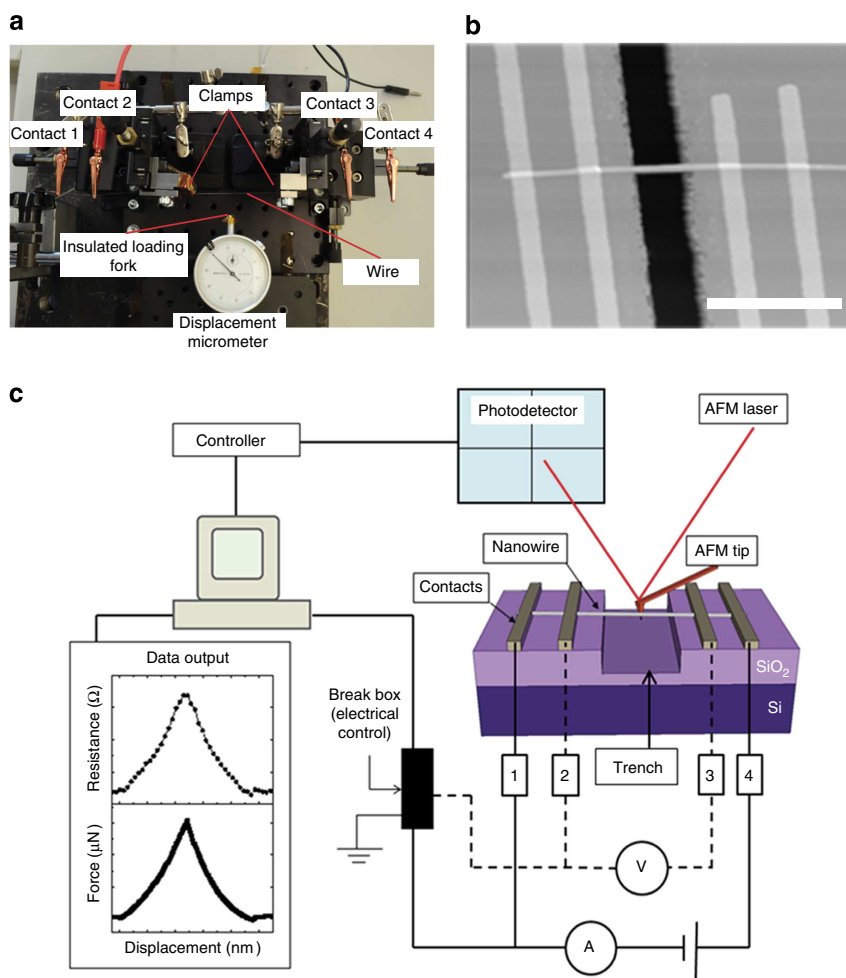 a
b
Contact 2
Clamps
Contact 3
Contact 1
Contact 4
Insulated loading
fork
Wire
Displacement
micrometer
c
Photodetector
AFM laser
Controller
Nanowire
AFM tip
Contacts
SiO₂
Si
Data output
Break box
(electrical
control)
Resistance (Ω)
Trench
1
2
3
4
Force (μN)
V
A
Displacement (nm)